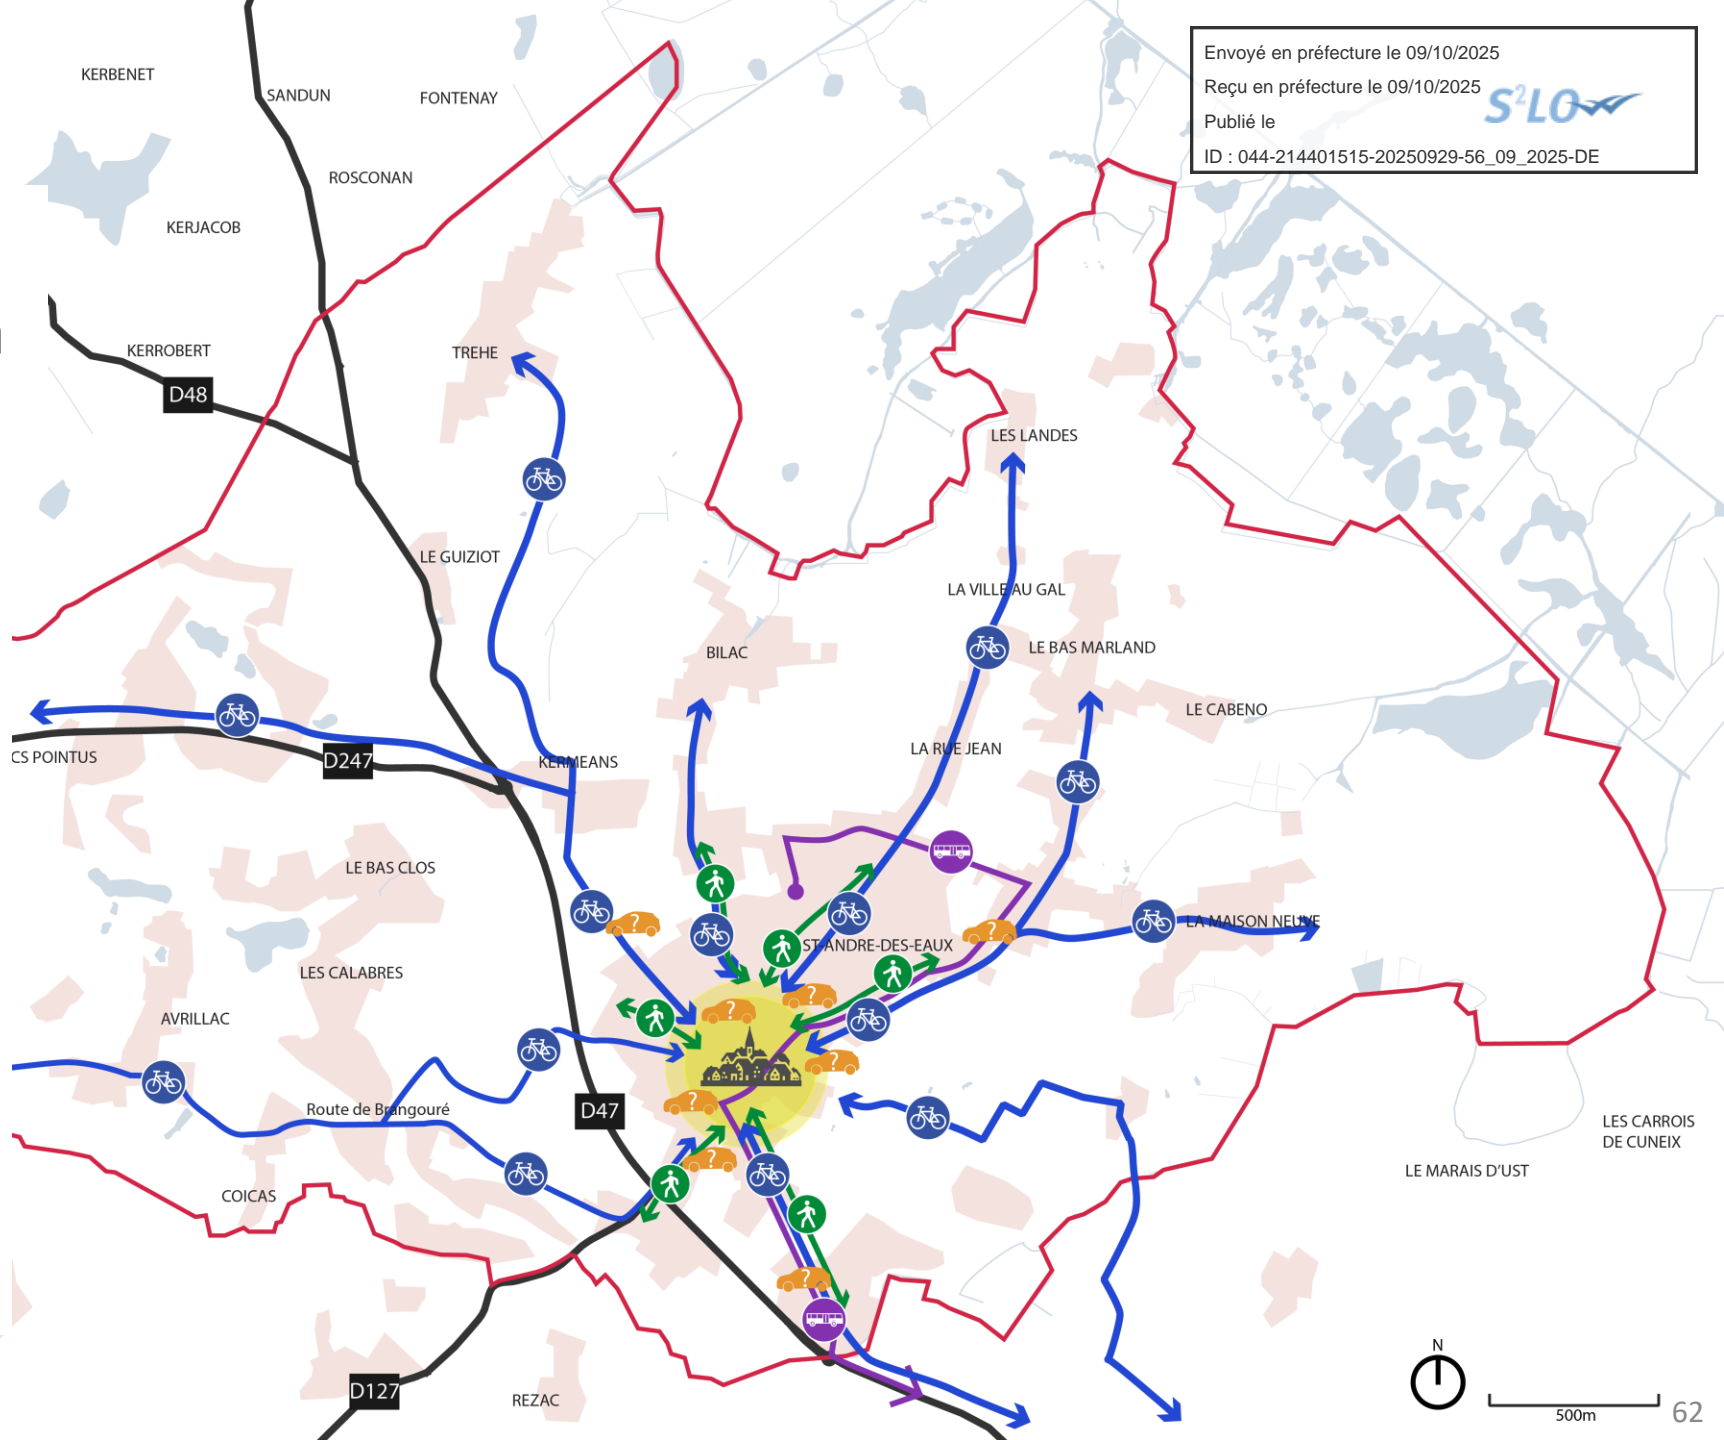 Envoyé en préfecture le 09/10/2025
Reçu en préfecture le 09/10/2025
S²LOW
Publié le
ID : 044-214401515-20250929-56_09_2025-DE
KERBENET
SANDUN
FONTENAY
ROSCONAN
KERJACOB
KERROBERT
TREHE
D48
LES LANDES
LE GUIZIOT
LA VILLE AU GAL
BILAC
LE BAS MARLAND
LE CABENO
LA RUE JEAN
CS POINTUS
D247
KERMEANS
LE BAS CLOS
LA MAISON NEUVE
ST-ANDRE-DES-EAUX
LES CALABRES
AVRILLAC
Route de Brangouré
D47
LES CARROIS
DE CUNEIX
LE MARAIS D'UST
COICAS
D127
REZAC
N
500m
62
?
?
?
?
?
?
?
?